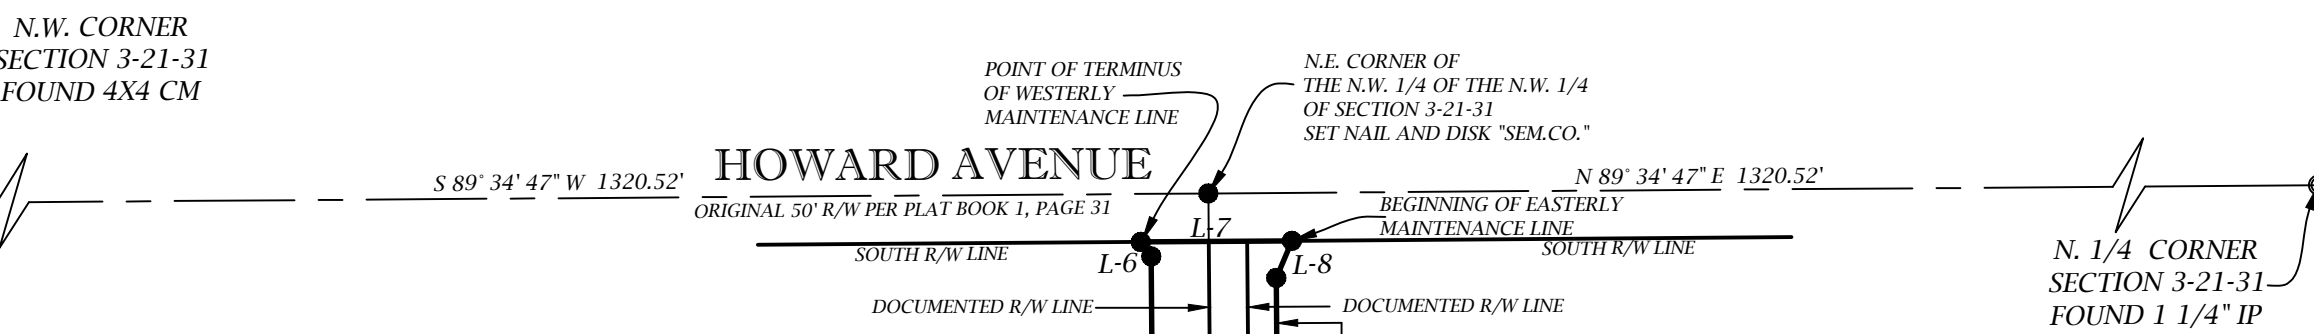 N.W. CORNER
SECTION 3-21-31
FOUND 4X4 CM
POINT OF TERMINUS
OF WESTERLY
MAINTENANCE LINE
N.E. CORNER OF
THE N.W. 1/4 OF THE N.W. 1/4
OF SECTION 3-21-31
SET NAIL AND DISK "SEM.CO."
HOWARD AVENUE
S 89° 34' 47" W 1320.52'
N 89° 34' 47" E 1320.52'
ORIGINAL 50' R/W PER PLAT BOOK 1, PAGE 31
L-7
BEGINNING OF EASTERLY
MAINTENANCE LINE
SOUTH R/W LINE
SOUTH R/W LINE
L-6
L-8
N. 1/4 CORNER
SECTION 3-21-31
FOUND 1 1/4" IP
DOCUMENTED R/W LINE
DOCUMENTED R/W LINE